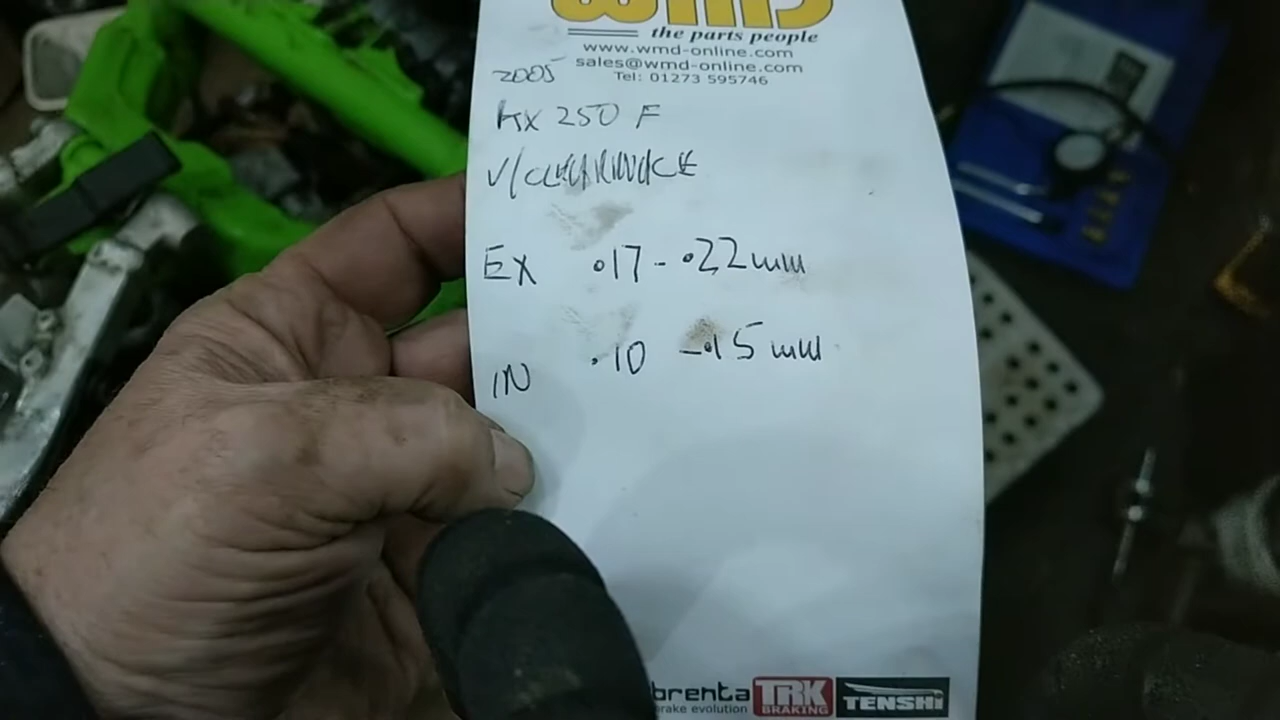 wmd
the parts people
www.wmd-online.com
sales@wmd-online.com
Tel: 01273 595746
2005
KX 250 F
V/CLEARANCE
EX .17 - .22mm
IN .10 - .15mm
brenta TRK TENSHI
brake evolution BRAKING